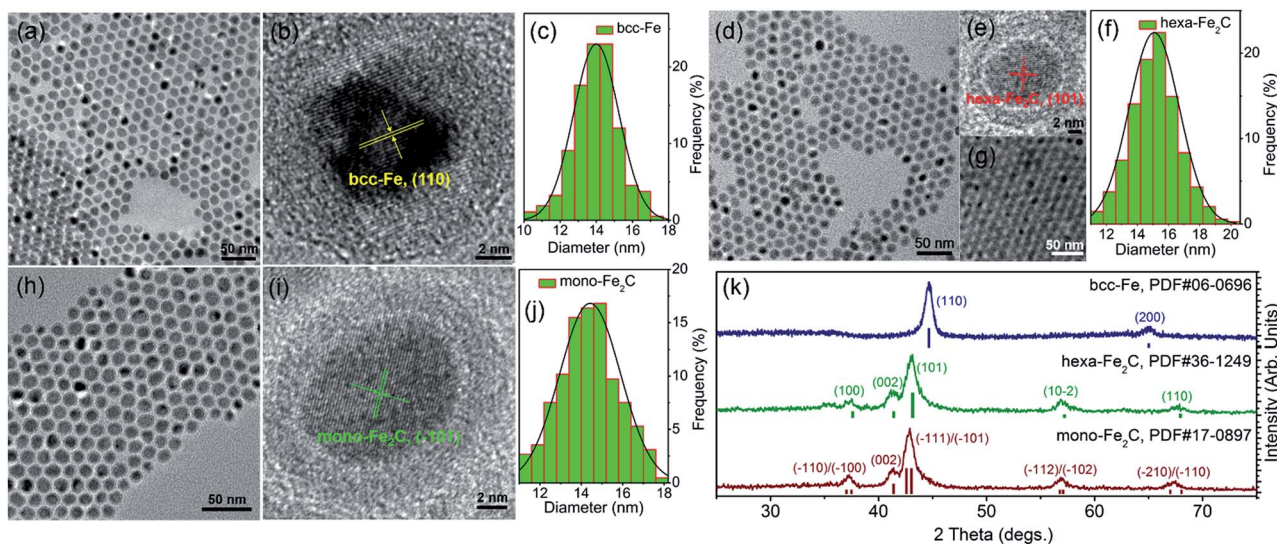 (a)
50 nm
(b)
bcc-Fe, (110)
2 nm
(c)
bcc-Fe
20
10
0
Frequency (%)
10 12 14 16 18
Diameter (nm)
(d)
50 nm
(e)
hexa-Fe₂C, (101)
2 nm
(g)
50 nm
(f)
hexa-Fe₂C
20
10
0
Frequency (%)
12 14 16 18 20
Diameter (nm)
(h)
50 nm
(i)
mono-Fe₂C, (-101)
2 nm
(j)
mono-Fe₂C
20
15
10
5
0
Frequency (%)
12 14 16 18
Diameter (nm)
(k)
bcc-Fe, PDF#06-0696
(110)
(200)
hexa-Fe₂C, PDF#36-1249
(100)
(002)
(101)
(10-2)
(110)
mono-Fe₂C, PDF#17-0897
(-110)/(-100)
(002)
(-111)/(-101)
(-112)/(-102)
(-210)/(-110)
30 40 50 60 70
2 Theta (degs.)
Intensity (Arb. Units)